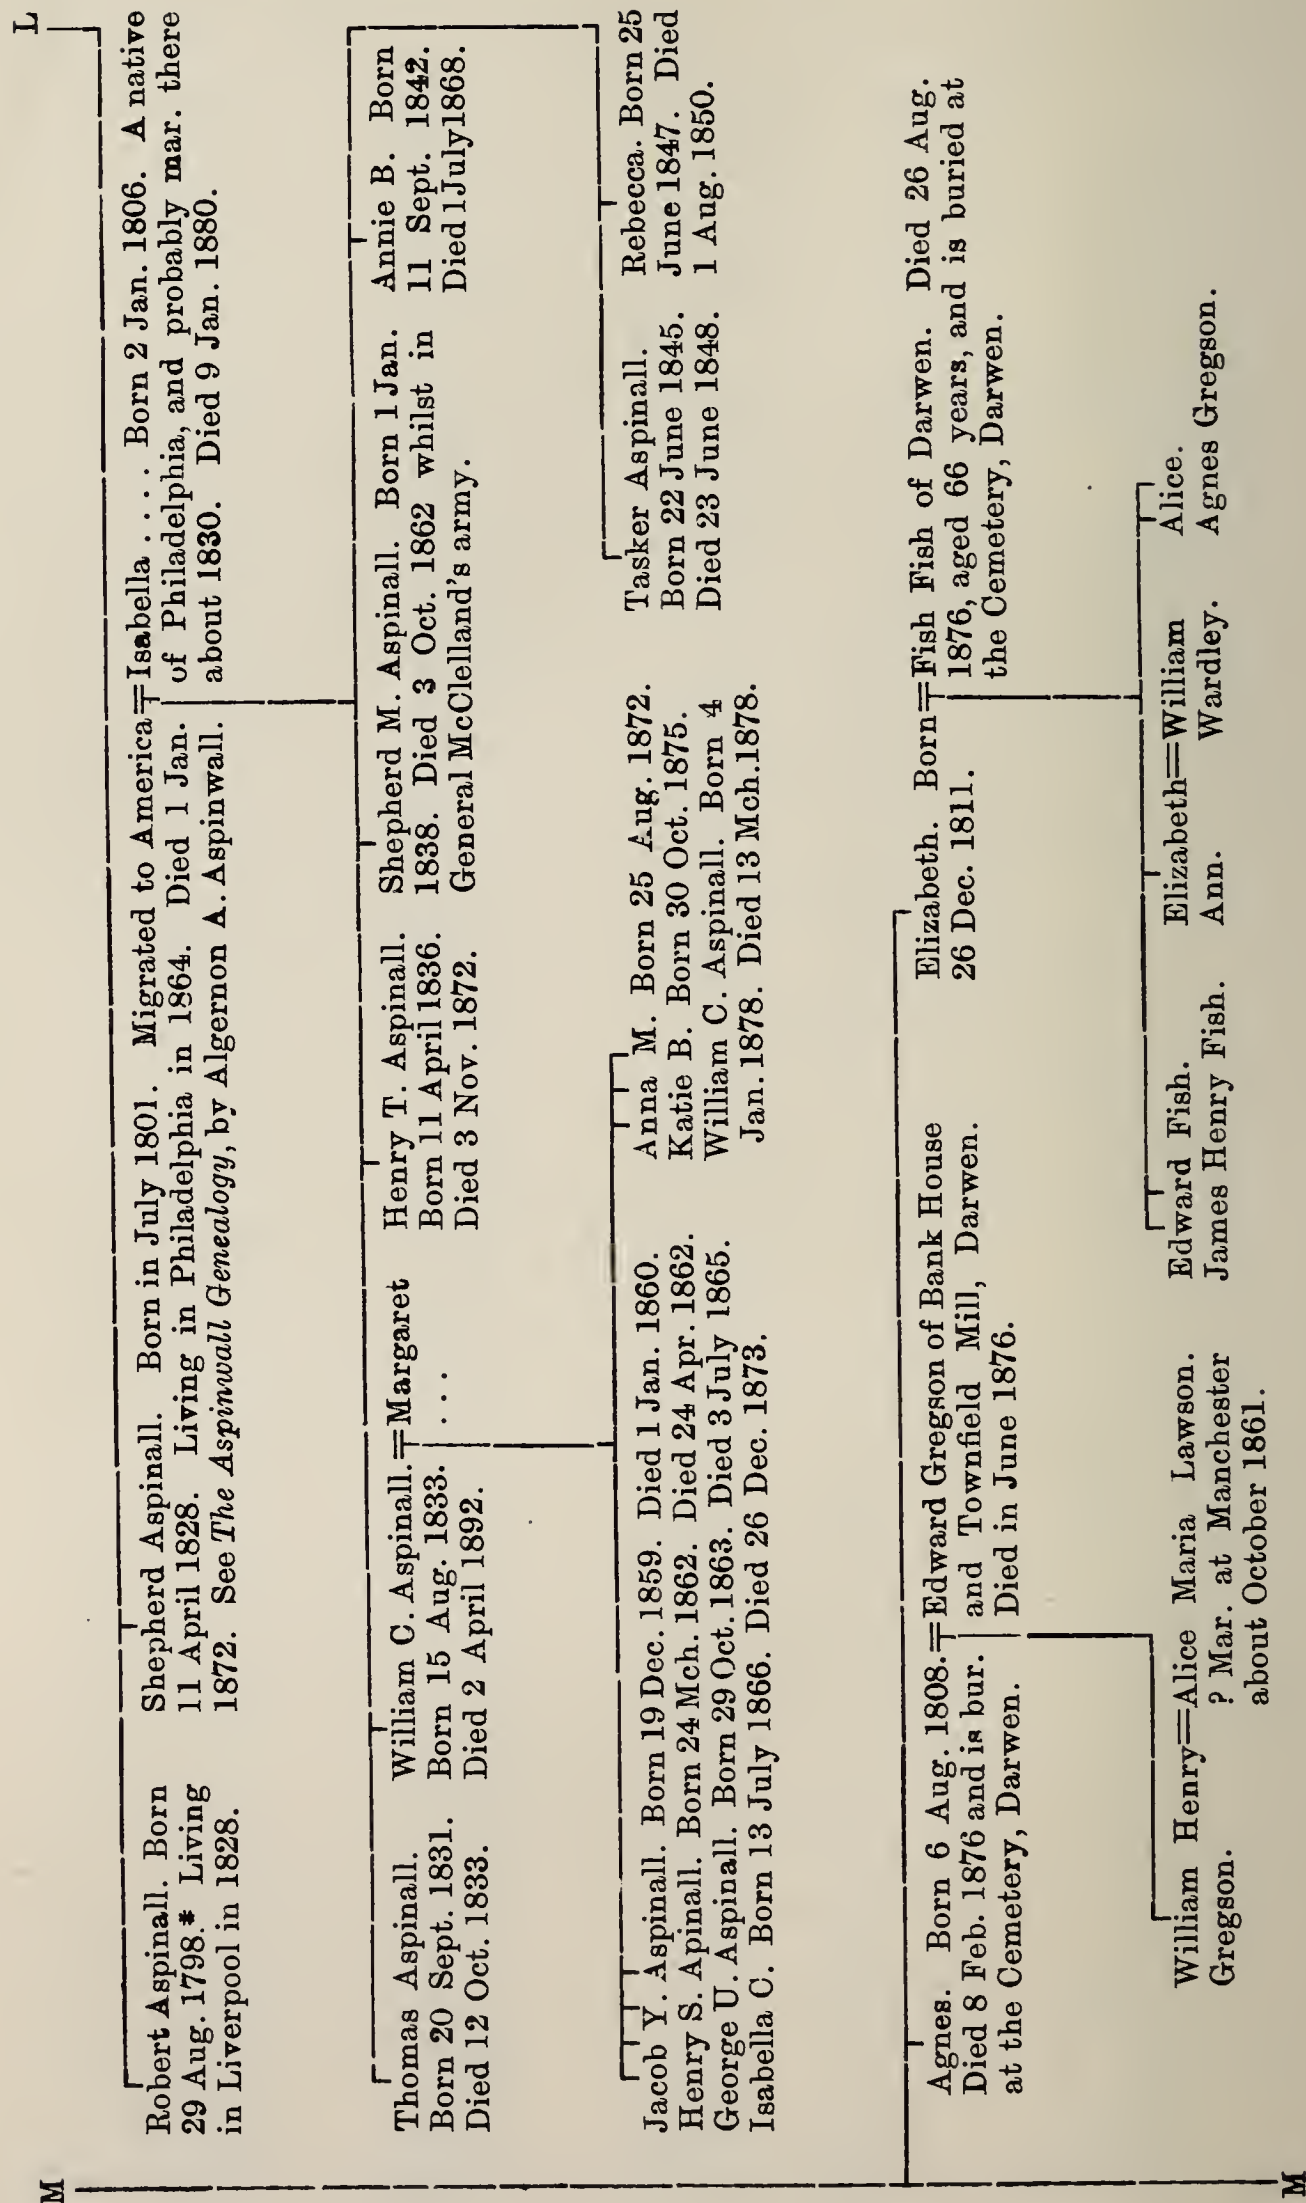 L
M
Robert Aspinall. Born
29 Aug. 1798.* Living
in Liverpool in 1828.
Shepherd Aspinall. Born in July 1801. Migrated to America=
11 April 1828. Living in Philadelphia in 1864. Died 1 Jan.
1872. See The Aspinwall Genealogy, by Algernon A. Aspinwall.
Isabella . . . . Born 2 Jan. 1806. A native
of Philadelphia, and probably mar. there
about 1830. Died 9 Jan. 1880.
Thomas Aspinall.
Born 20 Sept. 1831.
Died 12 Oct. 1833.
William C. Aspinall.=
Born 15 Aug. 1833.
Died 2 April 1892.
Margaret
. . .
Henry T. Aspinall.
Born 11 April 1836.
Died 3 Nov. 1872.
Shepherd M. Aspinall. Born 1 Jan.
1838. Died 3 Oct. 1862 whilst in
General McClelland's army.
Annie B. Born
11 Sept. 1842.
Died 1 July 1868.
Jacob Y. Aspinall. Born 19 Dec. 1859. Died 1 Jan. 1860.
Henry S. Apinall. Born 24 Mch. 1862. Died 24 Apr. 1862.
George U. Aspinall. Born 29 Oct. 1863. Died 3 July 1865.
Isabella C. Born 13 July 1866. Died 26 Dec. 1873.
Anna M. Born 25 Aug. 1872.
Katie B. Born 30 Oct. 1875.
William C. Aspinall. Born 4
Jan. 1878. Died 13 Mch. 1878.
Tasker Aspinall.
Born 22 June 1845.
Died 23 June 1848.
Rebecca. Born 25
June 1847. Died
1 Aug. 1850.
Agnes. Born 6 Aug. 1808.=
Died 8 Feb. 1876 and is bur.
at the Cemetery, Darwen.
Edward Gregson of Bank House
and Townfield Mill, Darwen.
Died in June 1876.
Elizabeth. Born=
26 Dec. 1811.
Fish Fish of Darwen. Died 26 Aug.
1876, aged 66 years, and is buried at
the Cemetery, Darwen.
William Henry=
Gregson.
Alice Maria Lawson.
? Mar. at Manchester
about October 1861.
Edward Fish.
James Henry Fish.
Elizabeth=
Ann.
William
Wardley.
Alice.
Agnes Gregson.
M